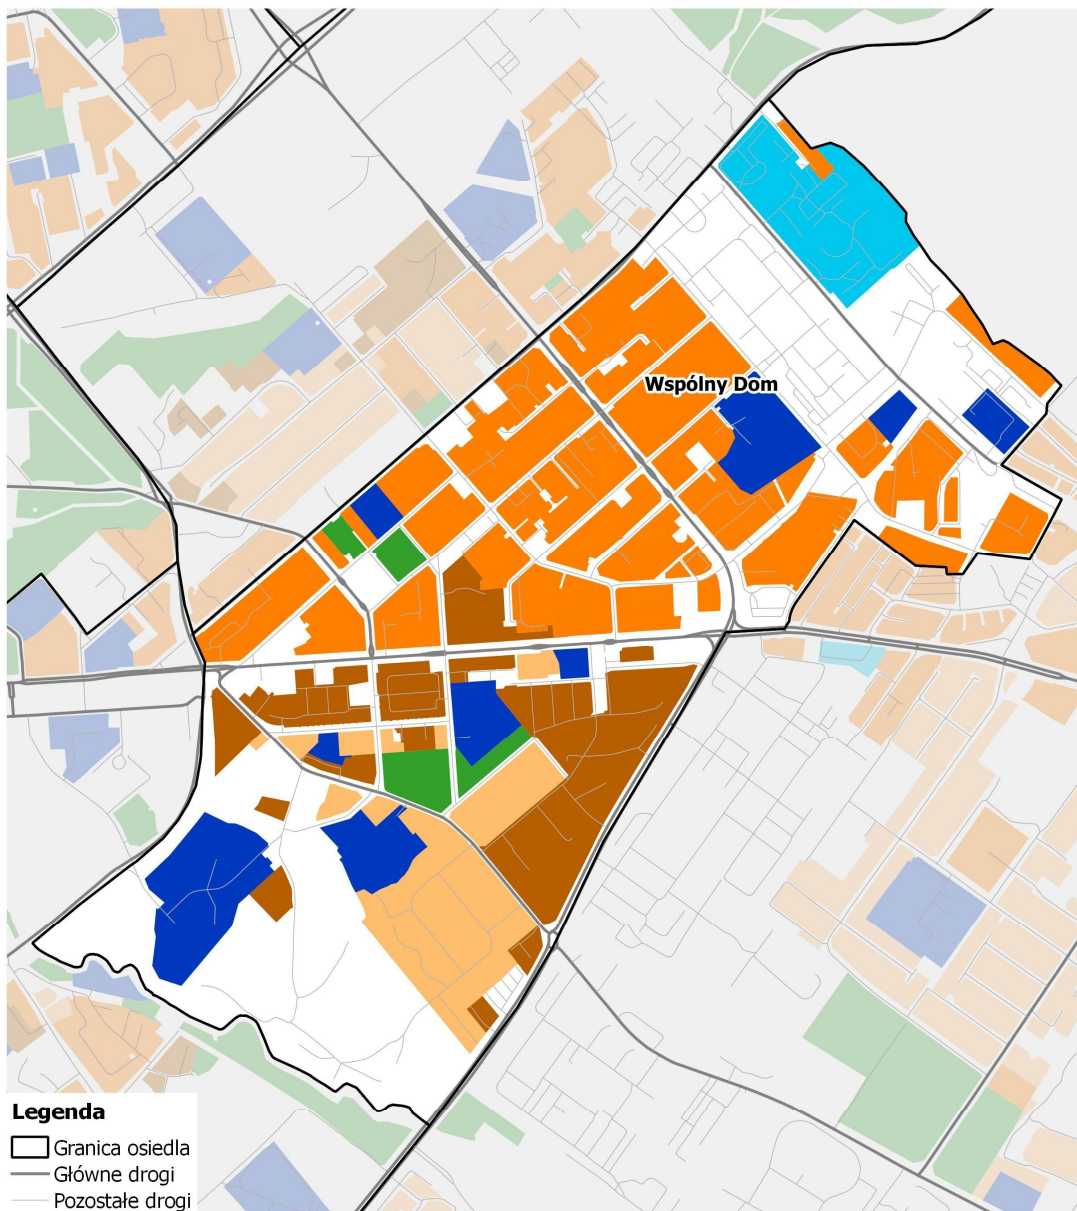 Wspólny Dom
Legenda
Granica osiedla
Główne drogi
Pozostałe drogi